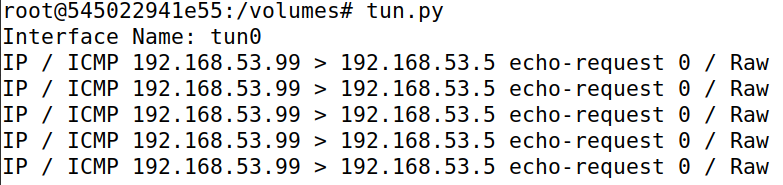 root@545022941e55:/volumes# tun.py
Interface Name: tun0
IP / ICMP 192.168.53.99 > 192.168.53.5 echo-request 0 / Raw
IP / ICMP 192.168.53.99 > 192.168.53.5 echo-request 0 / Raw
IP / ICMP 192.168.53.99 > 192.168.53.5 echo-request 0 / Raw
IP / ICMP 192.168.53.99 > 192.168.53.5 echo-request 0 / Raw
IP / ICMP 192.168.53.99 > 192.168.53.5 echo-request 0 / Raw